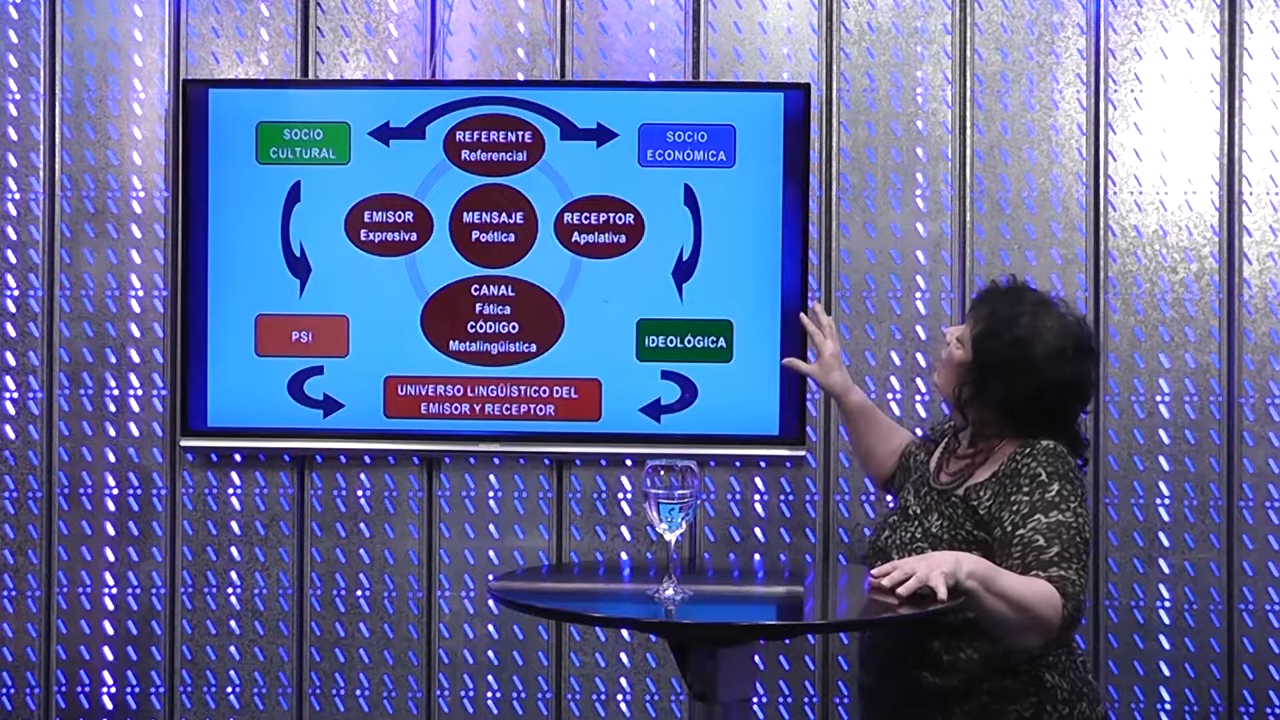 SOCIO
CULTURAL
REFERENTE
Referencial
SOCIO
ECONÓMICA
EMISOR
Expresiva
MENSAJE
Poética
RECEPTOR
Apelativa
CANAL
Fática
CÓDIGO
Metalingüística
PSI
IDEOLÓGICA
UNIVERSO LINGÜÍSTICO DEL
EMISOR Y RECEPTOR
PHILIPS